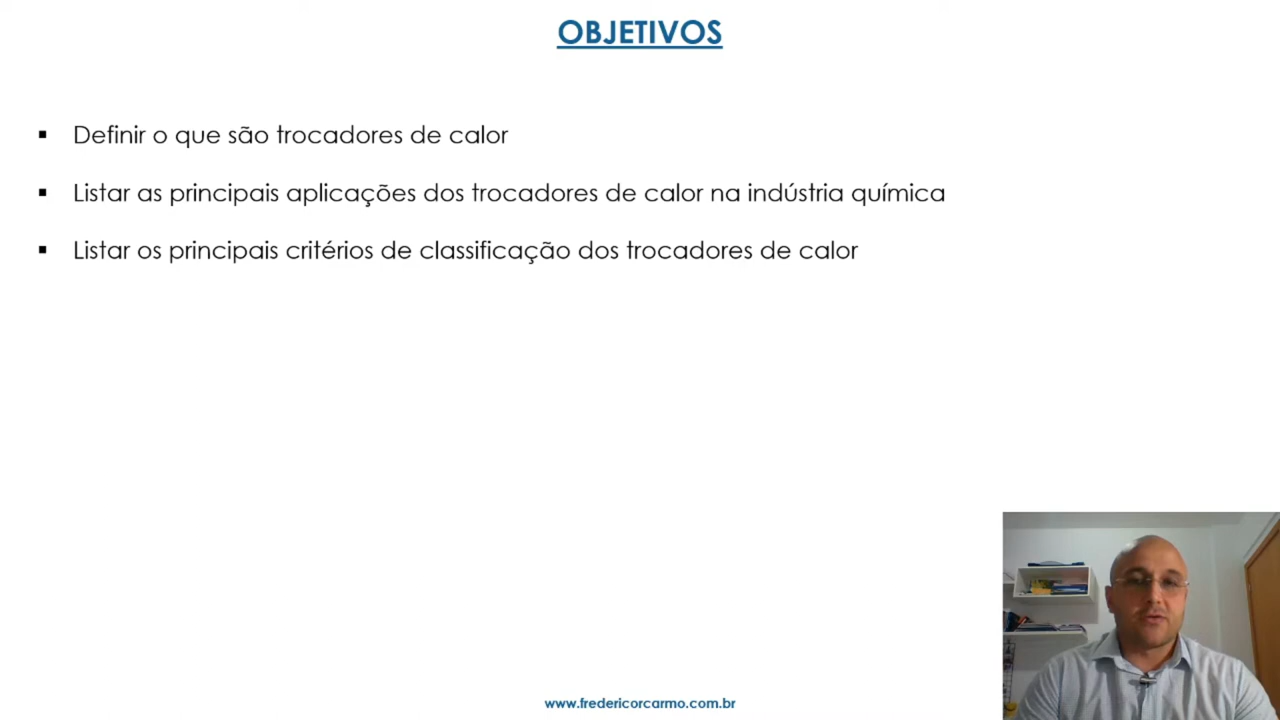 OBJETIVOS
▪ Definir o que são trocadores de calor
▪ Listar as principais aplicações dos trocadores de calor na indústria química
▪ Listar os principais critérios de classificação dos trocadores de calor
www.fredericorcarmo.com.br